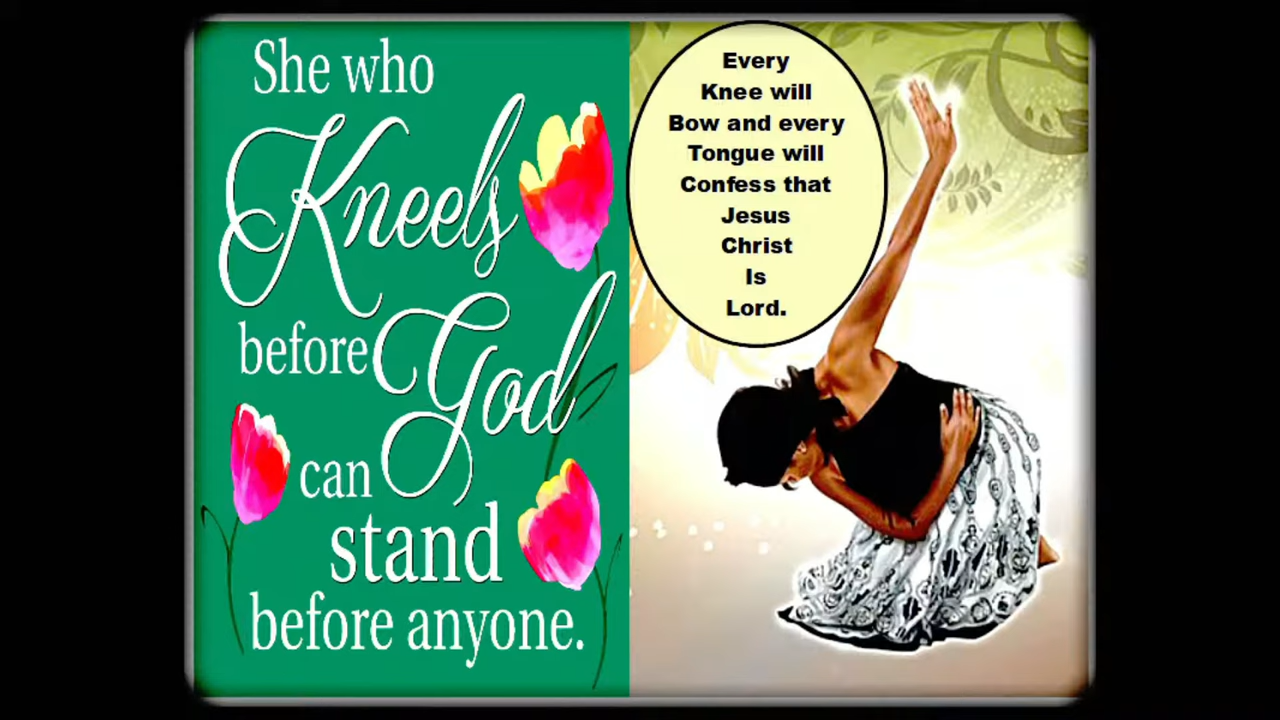 She who
Kneels
before God
can
stand
before anyone.
Every
Knee will
Bow and every
Tongue will
Confess that
Jesus
Christ
Is
Lord.